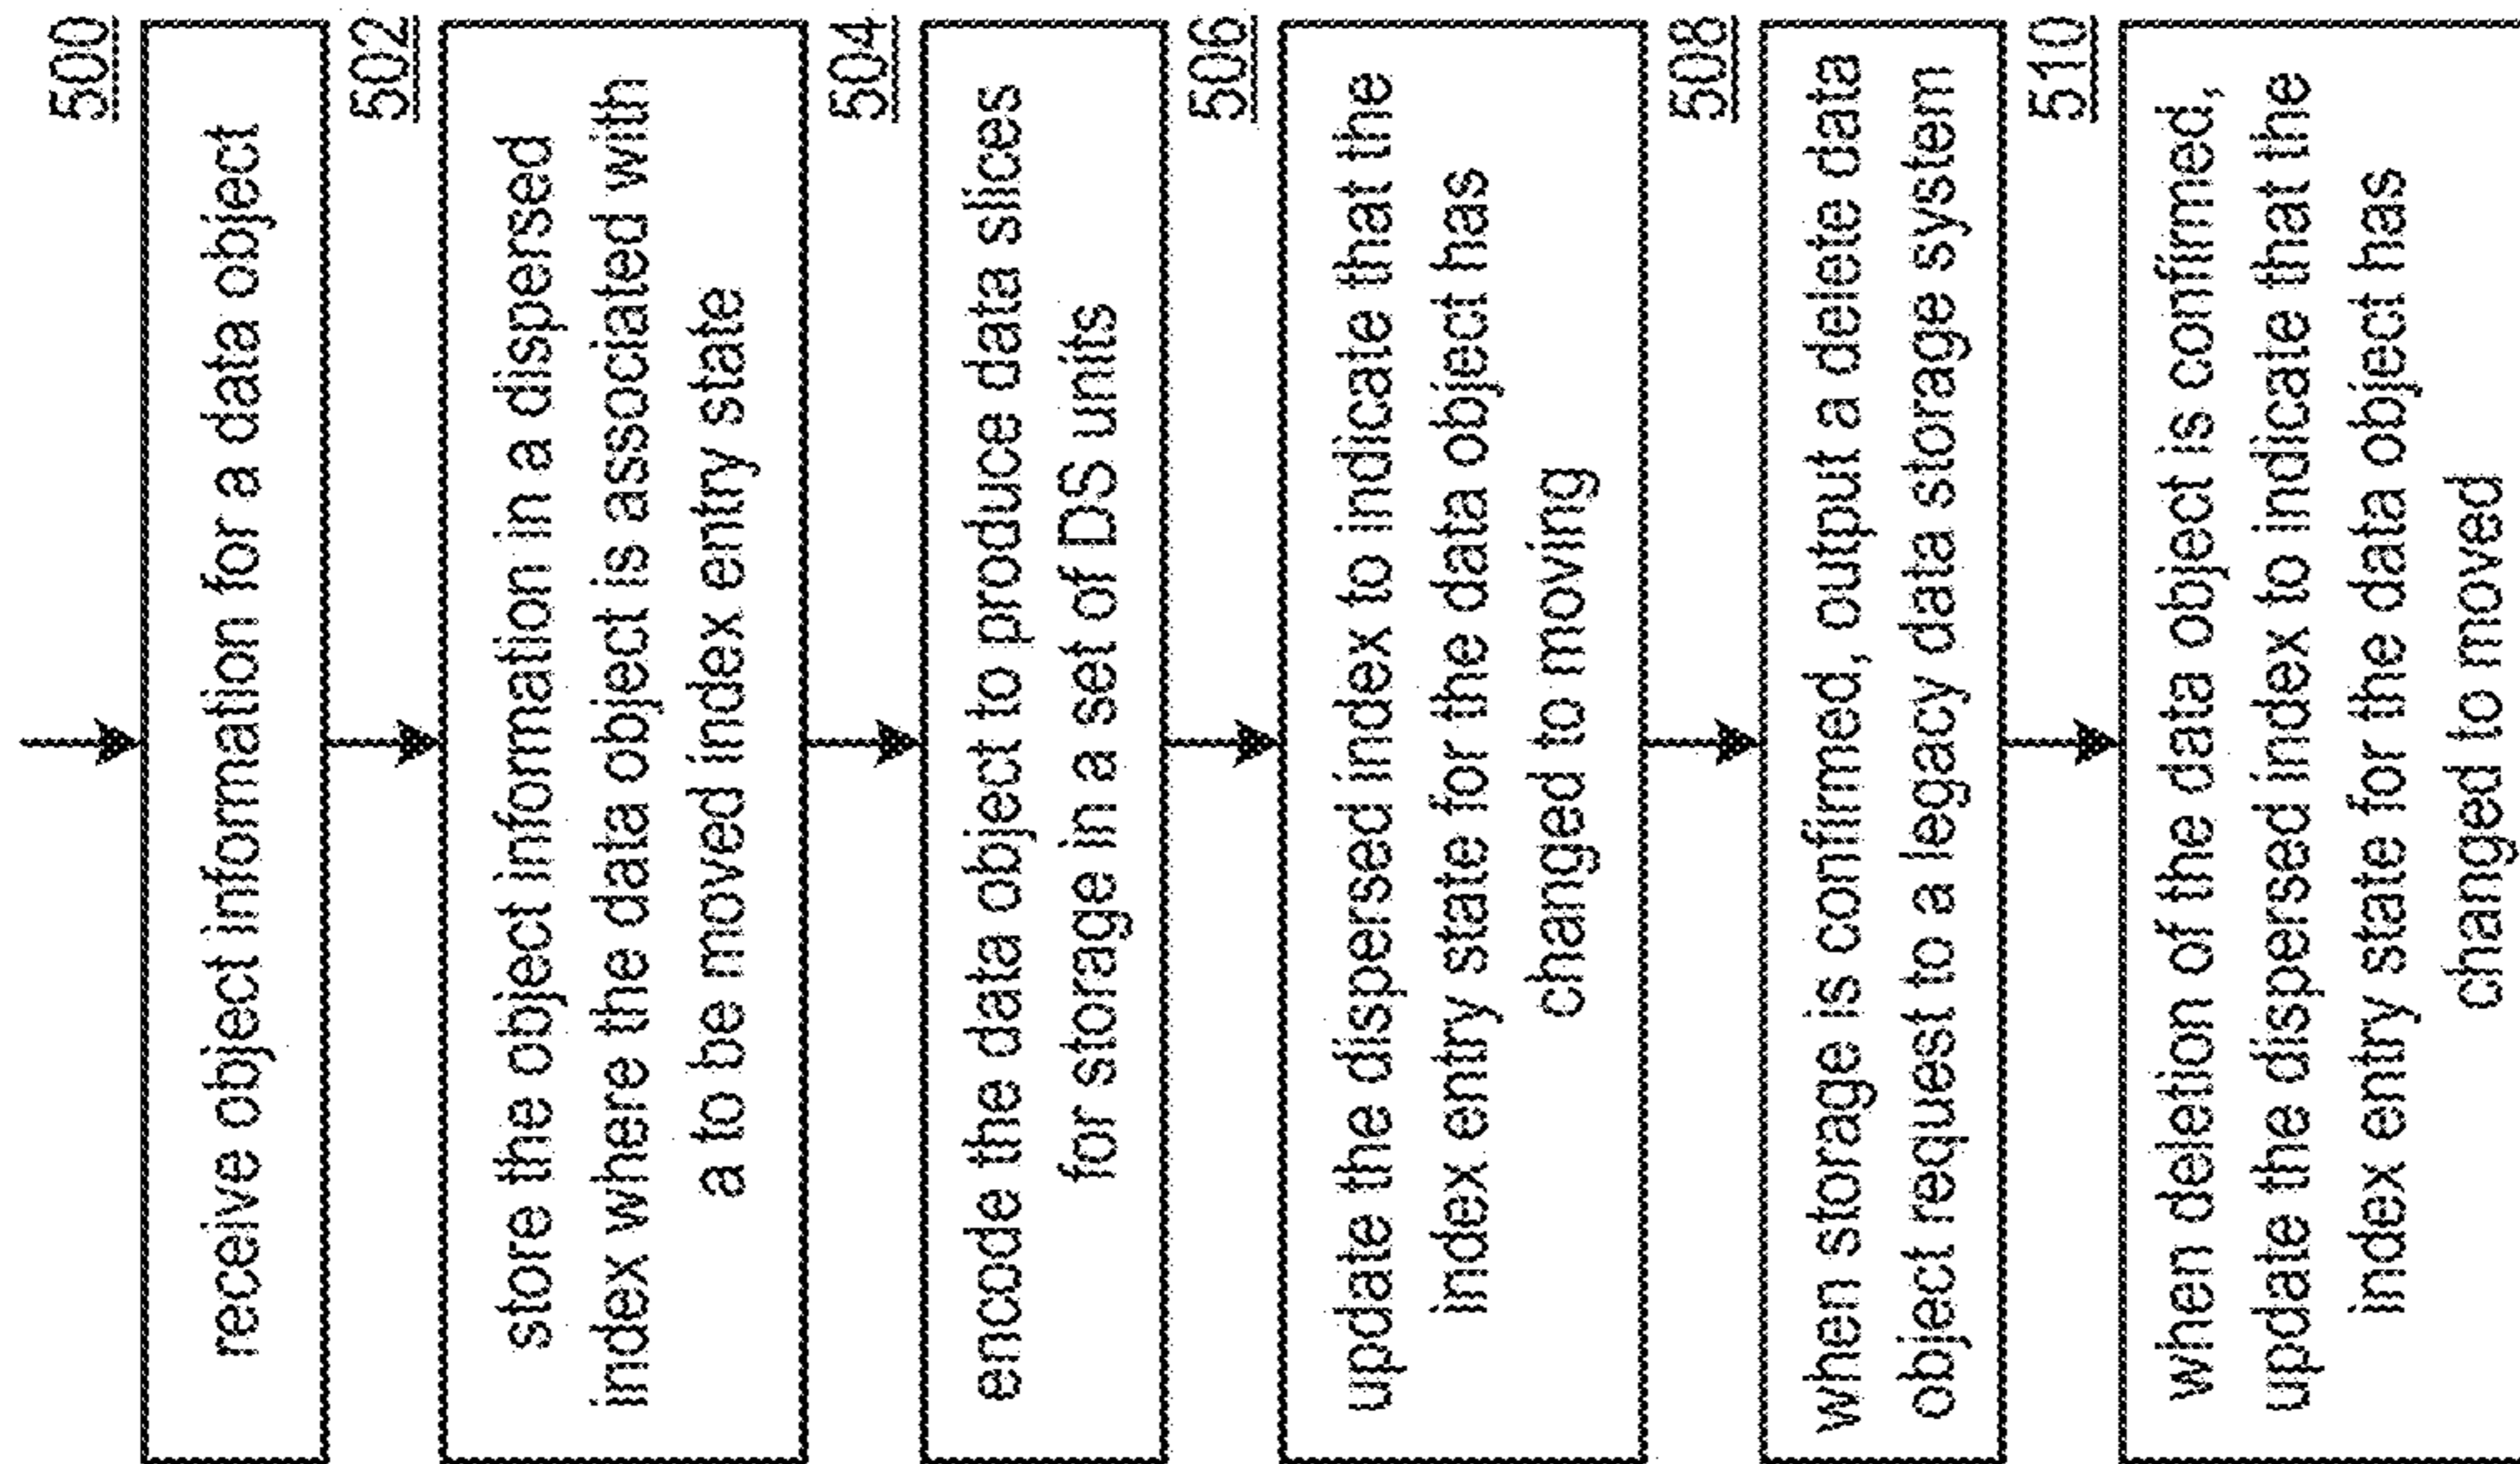 500
receive object information for a data object
502
store the object information in a dispersed
index where the data object is associated with
a to be moved index entry state
504
encode the data object to produce data slices
for storage in a set of DS units
506
update the dispersed index to indicate that the
index entry state for the data object has
changed to moving
508
when storage is confirmed, output a delete data
object request to a legacy data storage system
510
when deletion of the data object is confirmed,
update the dispersed index to indicate that the
index entry state for the data object has
changed to moved